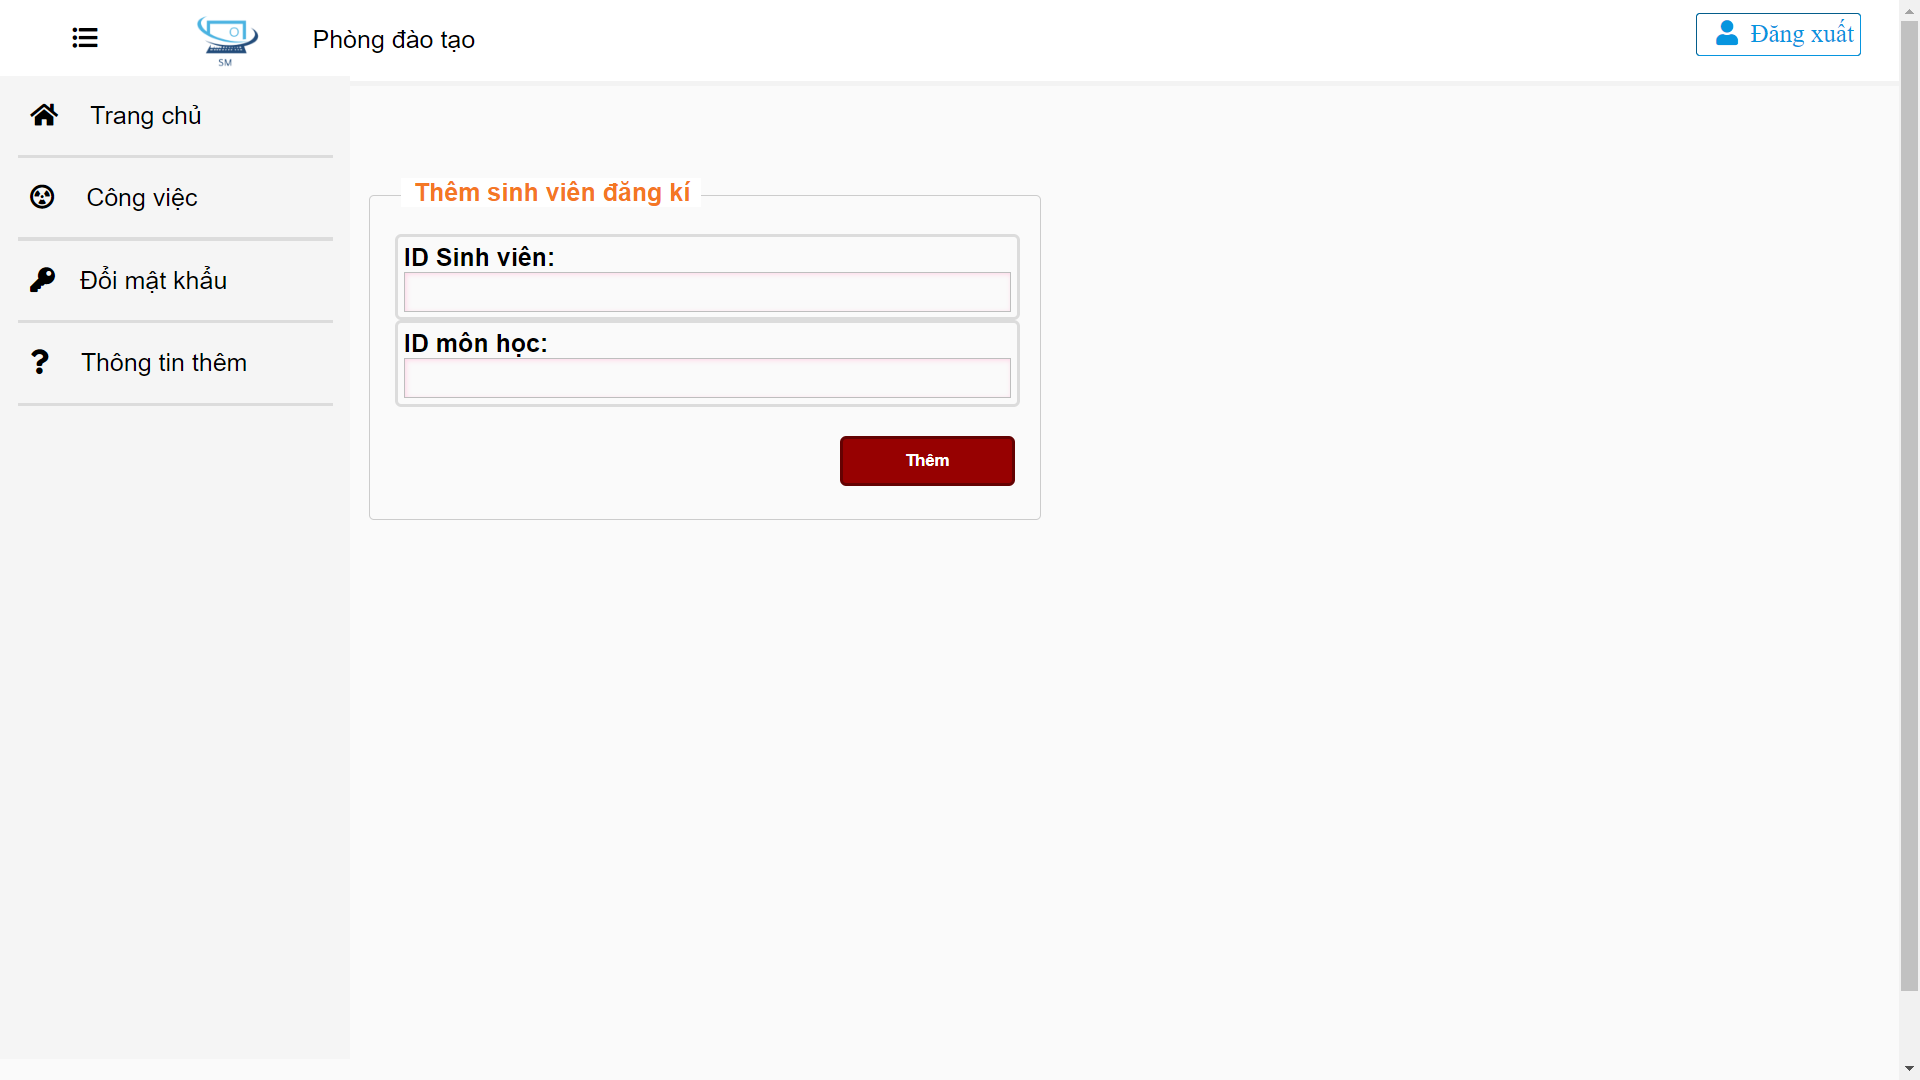 Phòng đào tạo
Đăng xuất
SM
Trang chủ
Công việc
Đổi mật khẩu
Thông tin thêm
Thêm sinh viên đăng kí
ID Sinh viên:
ID môn học:
Thêm